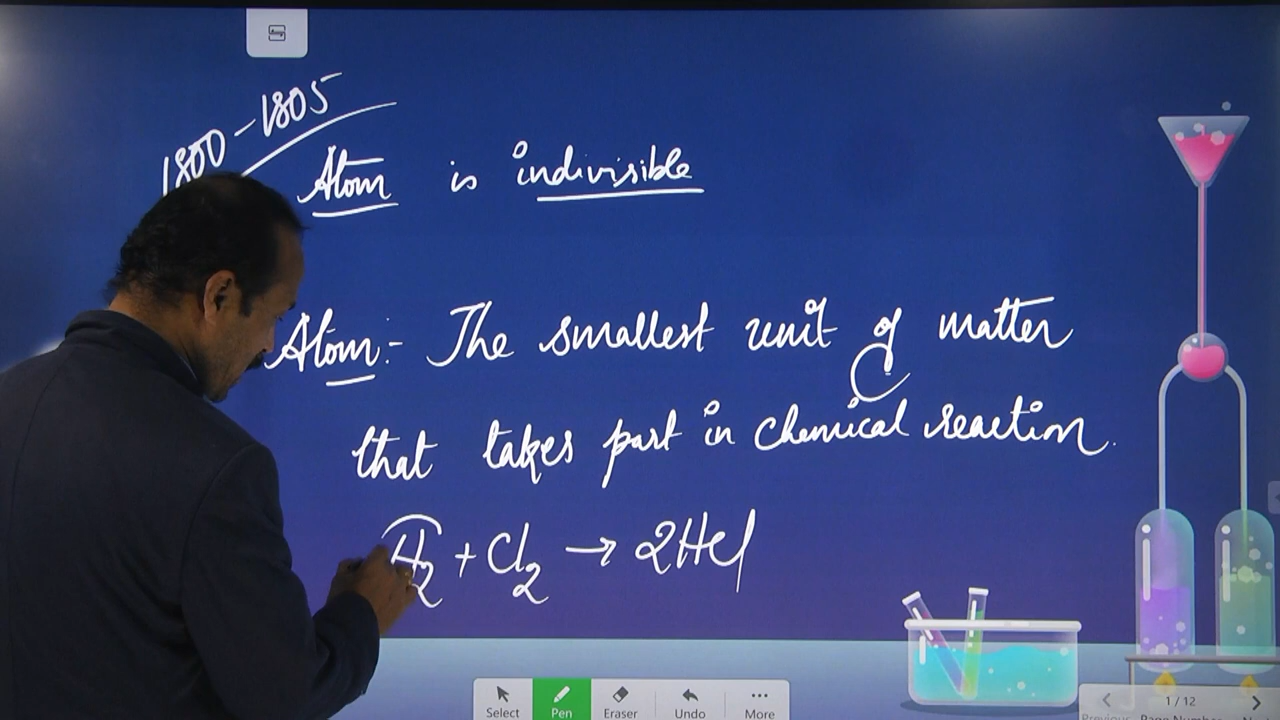 1800-1805
Atom is indivisible
Atom:- The smallest unit of matter
that takes part in chemical reaction.
H2 + Cl2 → 2HCl
Select Pen Eraser Undo More
1/12